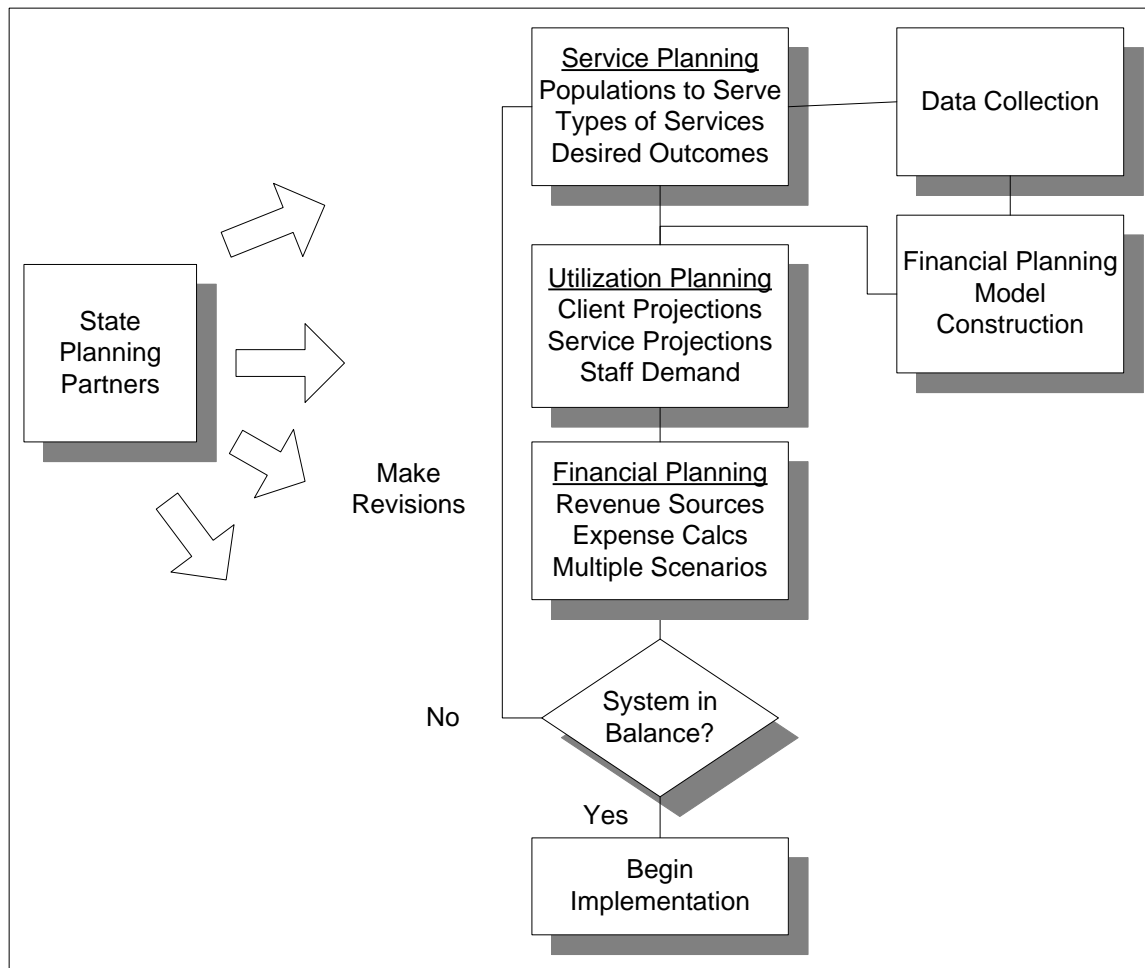 Service Planning
Populations to Serve
Types of Services
Desired Outcomes
Data Collection
Financial Planning
Model
Construction
Utilization Planning
Client Projections
Service Projections
Staff Demand
State
Planning
Partners
Make
Revisions
Financial Planning
Revenue Sources
Expense Calcs
Multiple Scenarios
No
System in
Balance?
Yes
Begin
Implementation